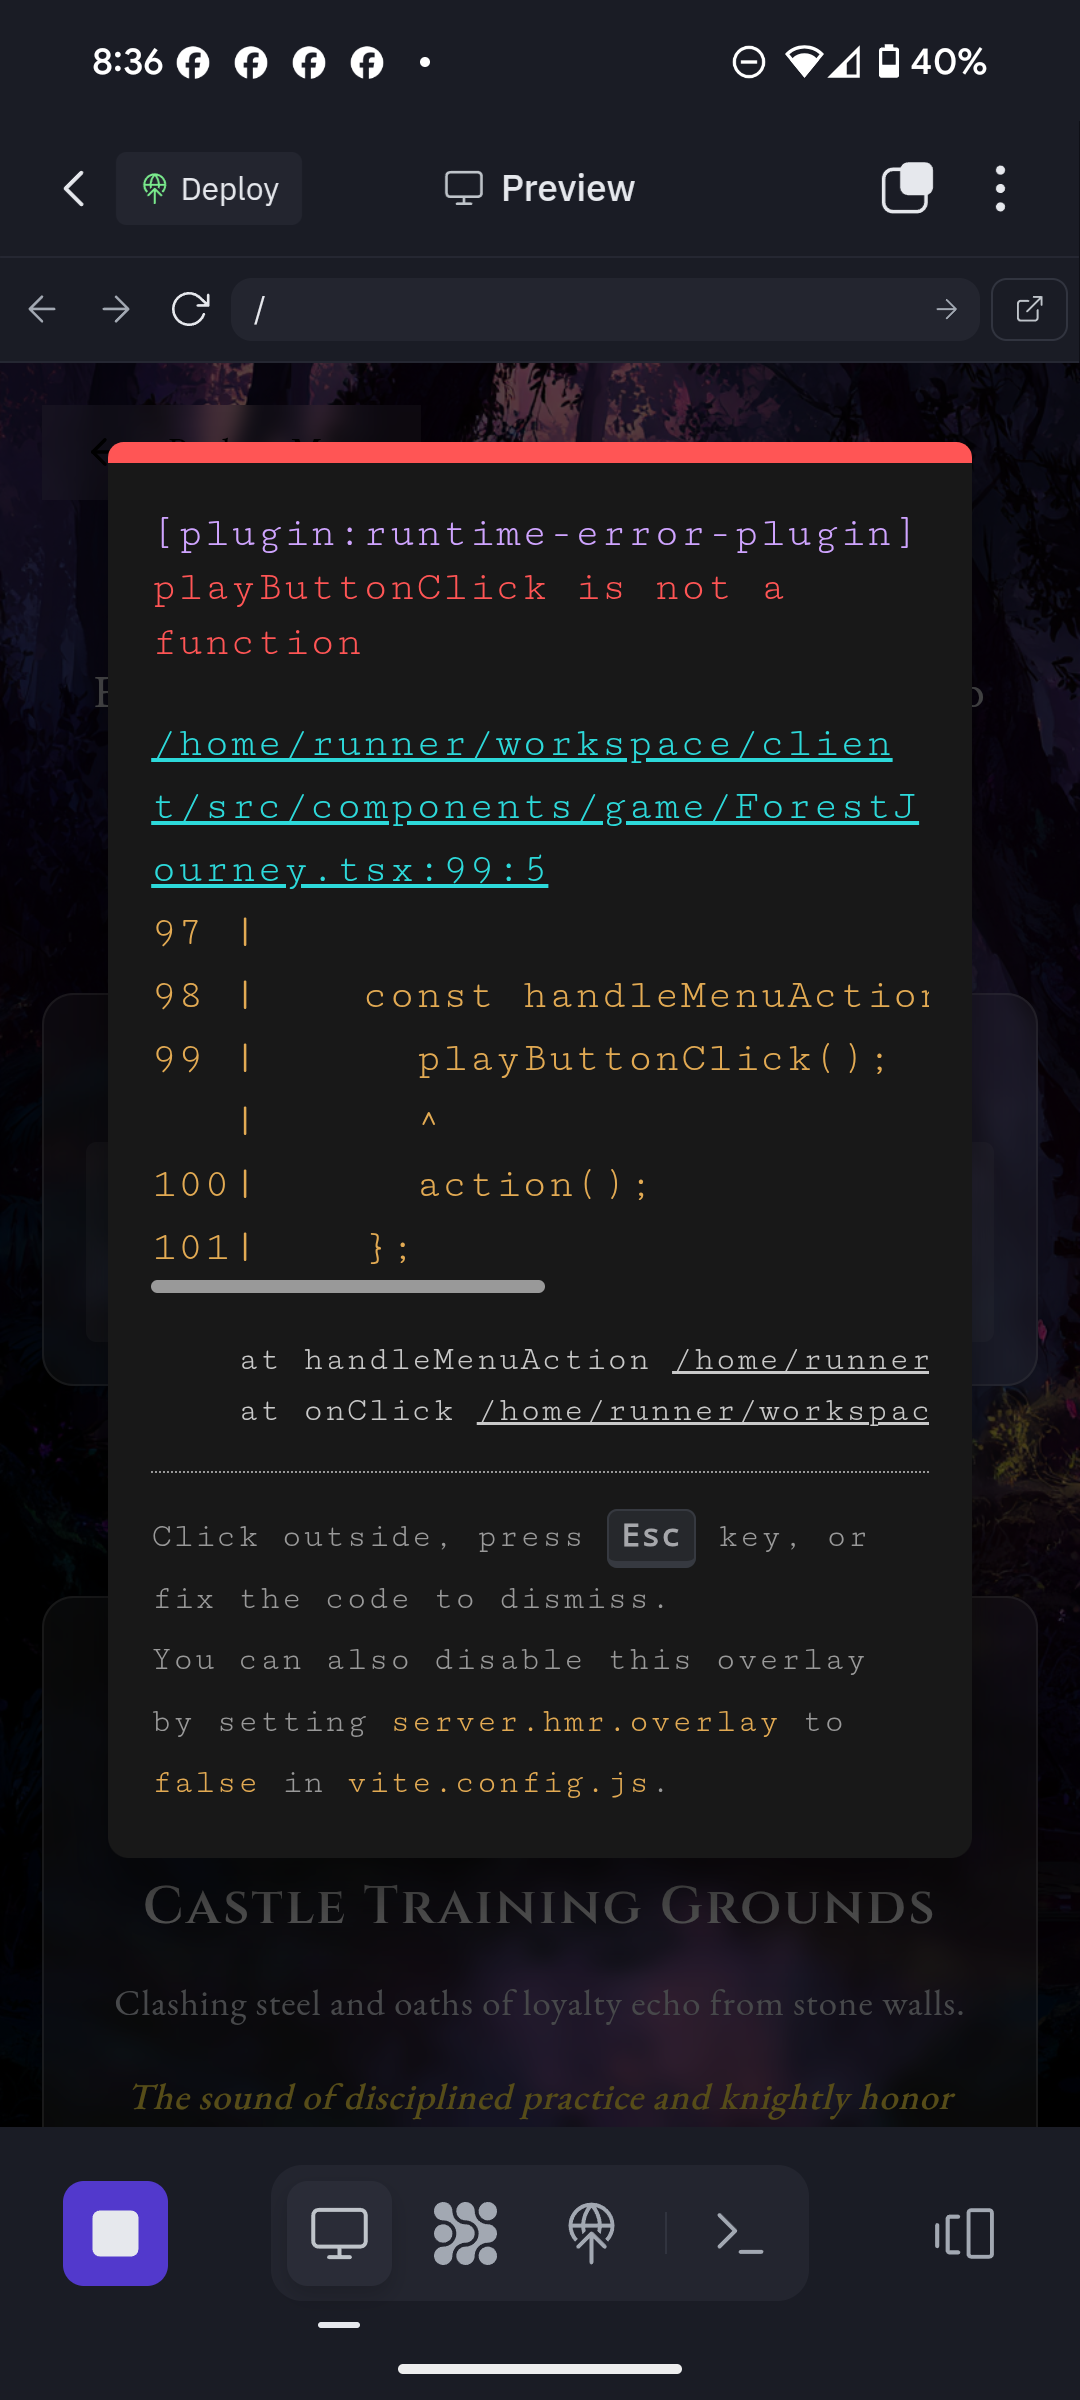 8:36
40%
Deploy
Preview
/
[plugin:runtime-error-plugin]
playButtonClick is not a
function
/home/runner/workspace/clien
t/src/components/game/ForestJ
ourney.tsx:99:5
97 |
98 | const handleMenuAction
99 | playButtonClick();
| ^
100| action();
101| };
at handleMenuAction /home/runner
at onClick /home/runner/workspac
Click outside, press Esc key, or
fix the code to dismiss.
You can also disable this overlay
by setting server.hmr.overlay to
false in vite.config.js.
Castle Training Grounds
Clashing steel and oaths of loyalty echo from stone walls.
The sound of disciplined practice and knightly honor